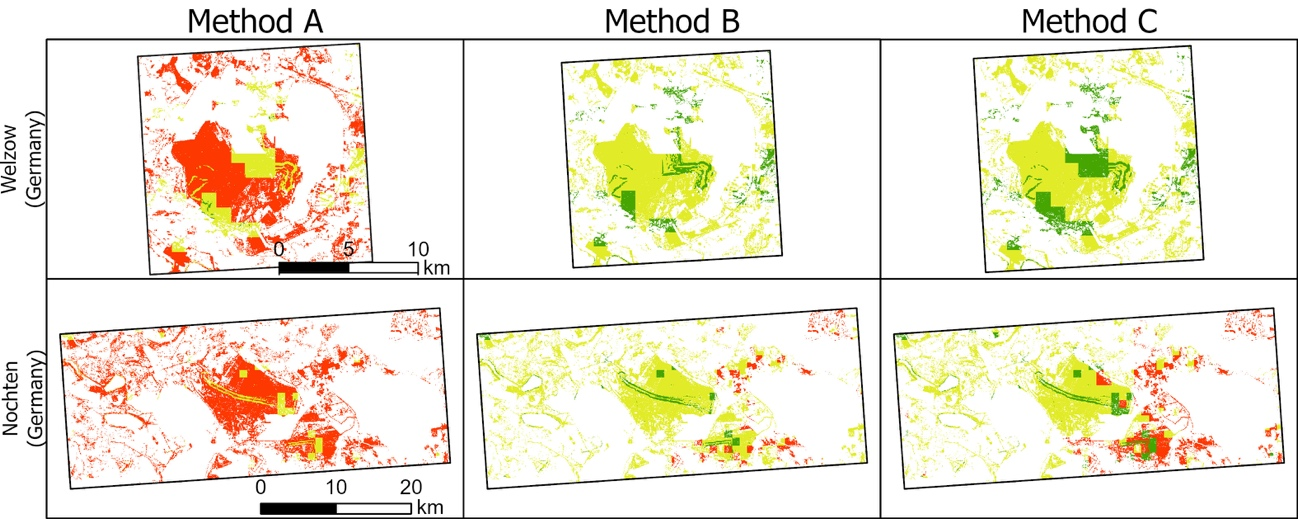 Method A
Method B
Method C
Welzow
(Germany)
0 5 10
km
Nochten
(Germany)
0 10 20
km